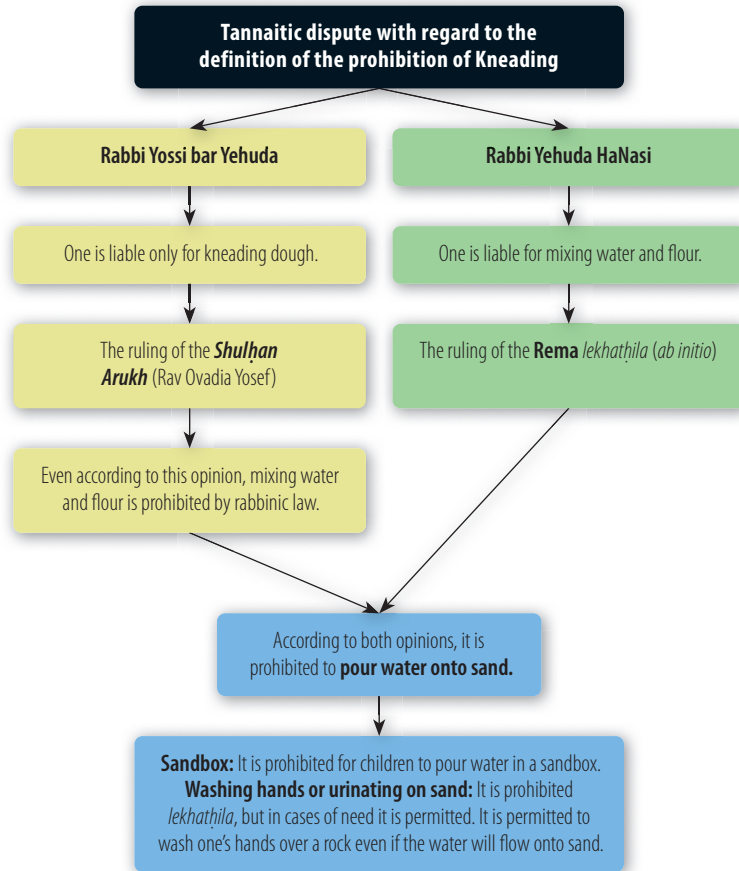 Tannaitic dispute with regard to the
definition of the prohibition of Kneading
Rabbi Yossi bar Yehuda
One is liable only for kneading dough.
The ruling of the Shulḥan
Arukh (Rav Ovadia Yosef)
Even according to this opinion, mixing water
and flour is prohibited by rabbinic law.
Rabbi Yehuda HaNasi
One is liable for mixing water and flour.
The ruling of the Rema lekhatḥila (ab initio)
According to both opinions, it is
prohibited to pour water onto sand.
Sandbox: It is prohibited for children to pour water in a sandbox.
Washing hands or urinating on sand: It is prohibited
lekhatḥila, but in cases of need it is permitted. It is permitted to
wash one's hands over a rock even if the water will flow onto sand.